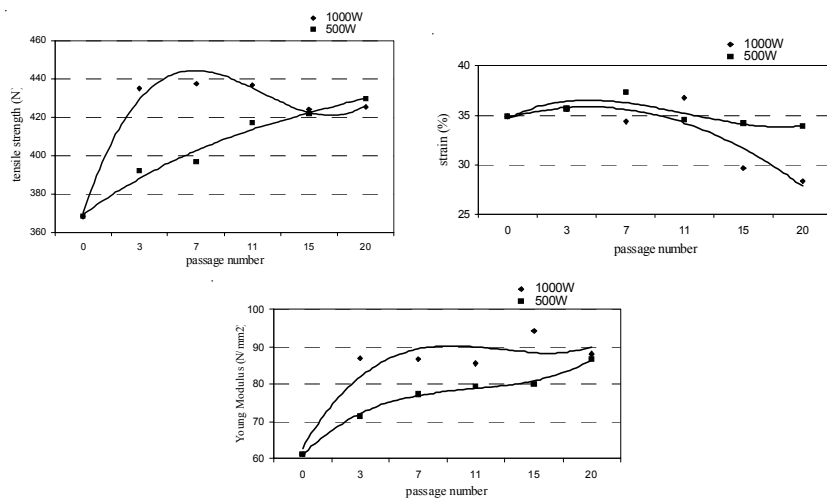 1000W
500W
460
440
420
400
380
360
tensile strength (N)
0 3 7 11 15 20
passage number
1000W
500W
35
30
25
40
strain (%)
0 3 7 11 15 20
passage number
1000W
500W
100
90
80
70
60
Young Modulus (N/mm2)
0 3 7 11 15 20
passage number